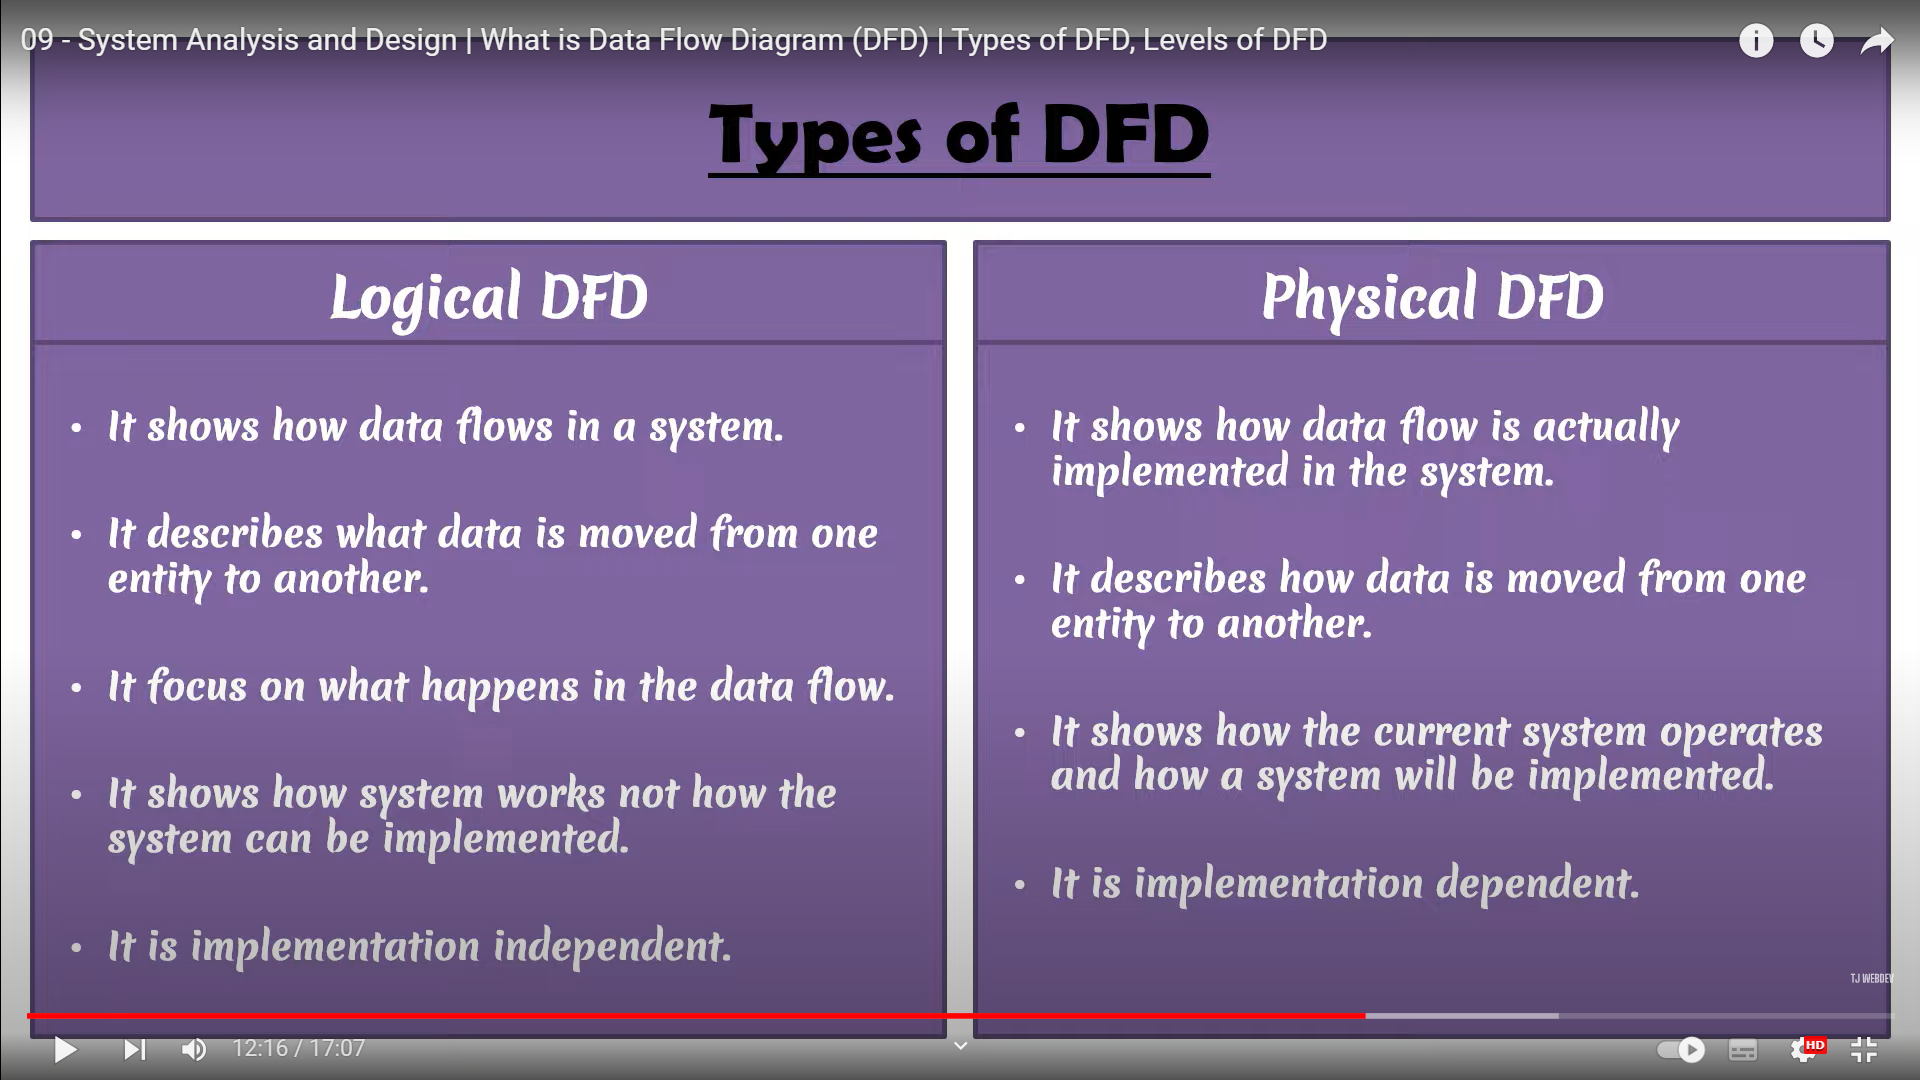 09 - System Analysis and Design | What is Data Flow Diagram (DFD) | Types of DFD, Levels of DFD
Types of DFD
Logical DFD
• It shows how data flows in a system.
• It describes what data is moved from one
entity to another.
• It focus on what happens in the data flow.
• It shows how system works not how the
system can be implemented.
• It is implementation independent.
Physical DFD
• It shows how data flow is actually
implemented in the system.
• It describes how data is moved from one
entity to another.
• It shows how the current system operates
and how a system will be implemented.
• It is implementation dependent.
TJ WEBDEV
12:16 / 17:07
HD